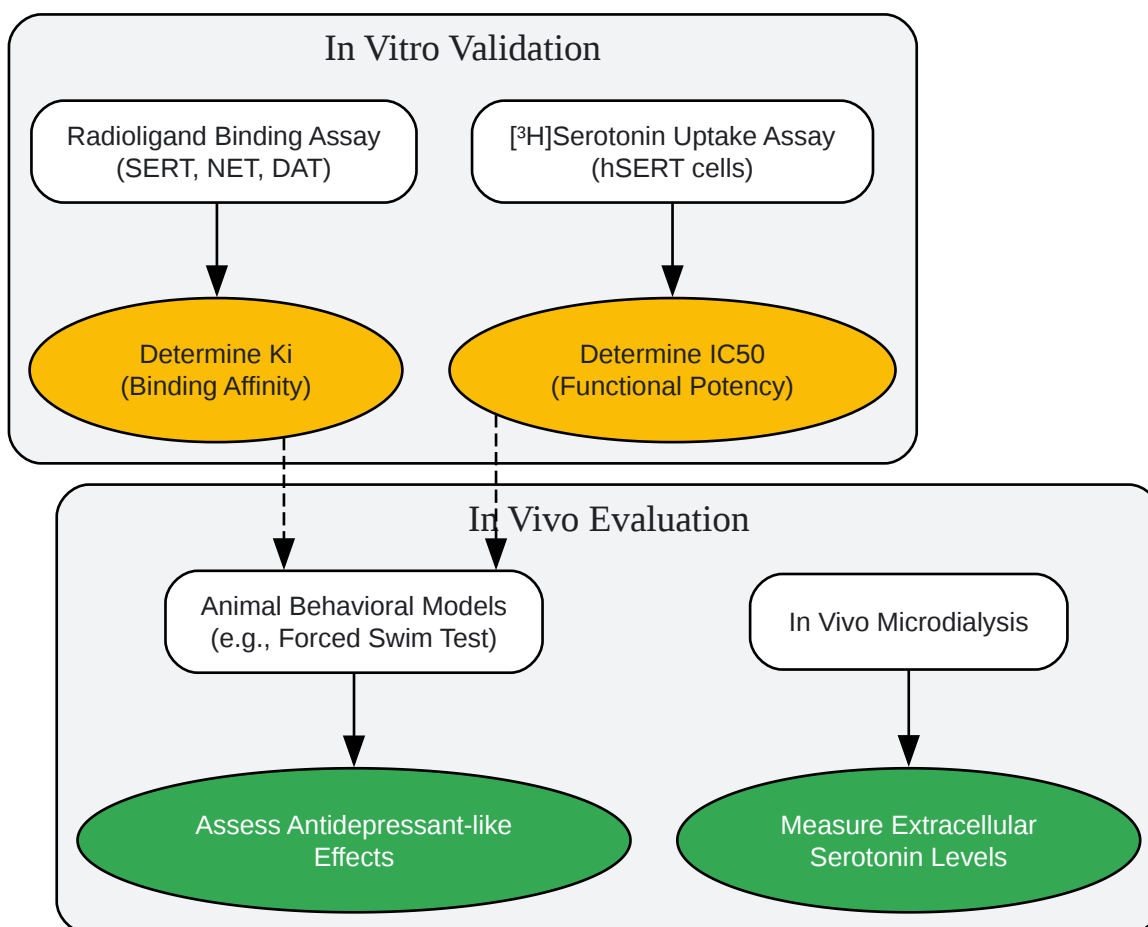 In Vitro Validation
Radioligand Binding Assay
(SERT, NET, DAT)
[³H]Serotonin Uptake Assay
(hSERT cells)
Determine Ki
(Binding Affinity)
Determine IC50
(Functional Potency)
In Vivo Evaluation
Animal Behavioral Models
(e.g., Forced Swim Test)
In Vivo Microdialysis
Assess Antidepressant-like
Effects
Measure Extracellular
Serotonin Levels